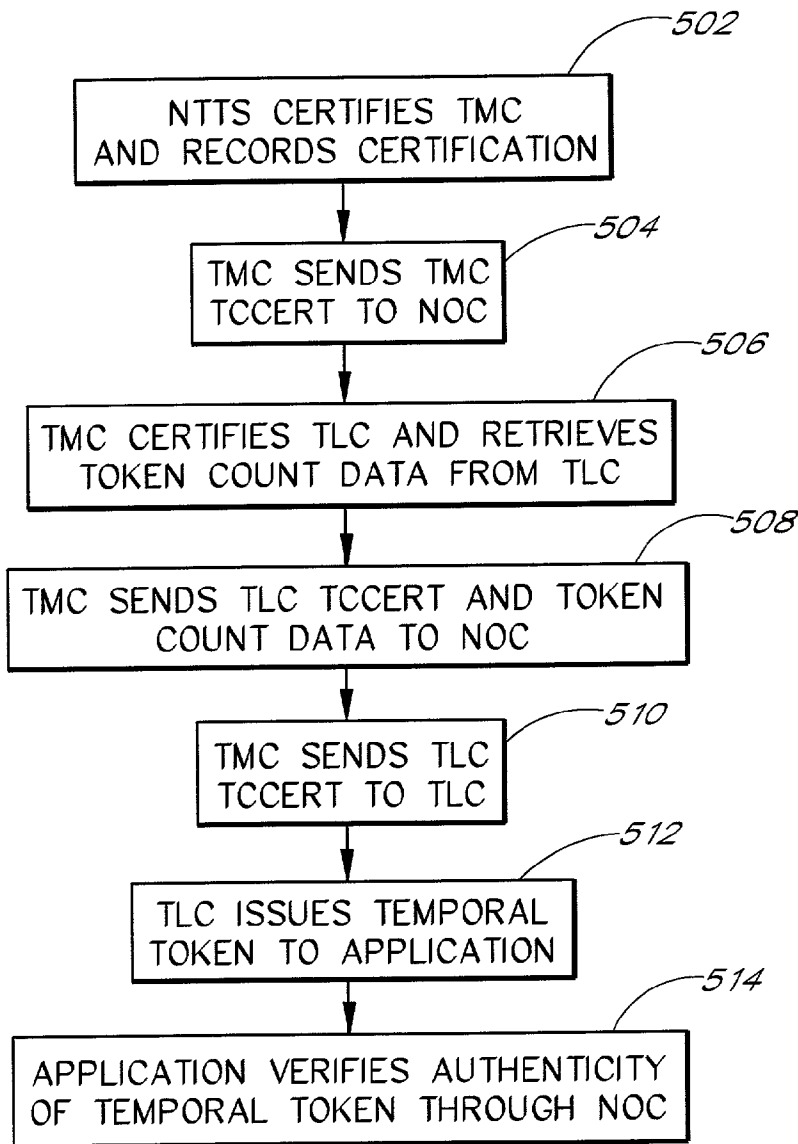 502
NTTS CERTIFIES TMC
AND RECORDS CERTIFICATION
504
TMC SENDS TMC
TCCERT TO NOC
506
TMC CERTIFIES TLC AND RETRIEVES
TOKEN COUNT DATA FROM TLC
508
TMC SENDS TLC TCCERT AND TOKEN
COUNT DATA TO NOC
510
TMC SENDS TLC
TCCERT TO TLC
512
TLC ISSUES TEMPORAL
TOKEN TO APPLICATION
514
APPLICATION VERIFIES AUTHENTICITY
OF TEMPORAL TOKEN THROUGH NOC